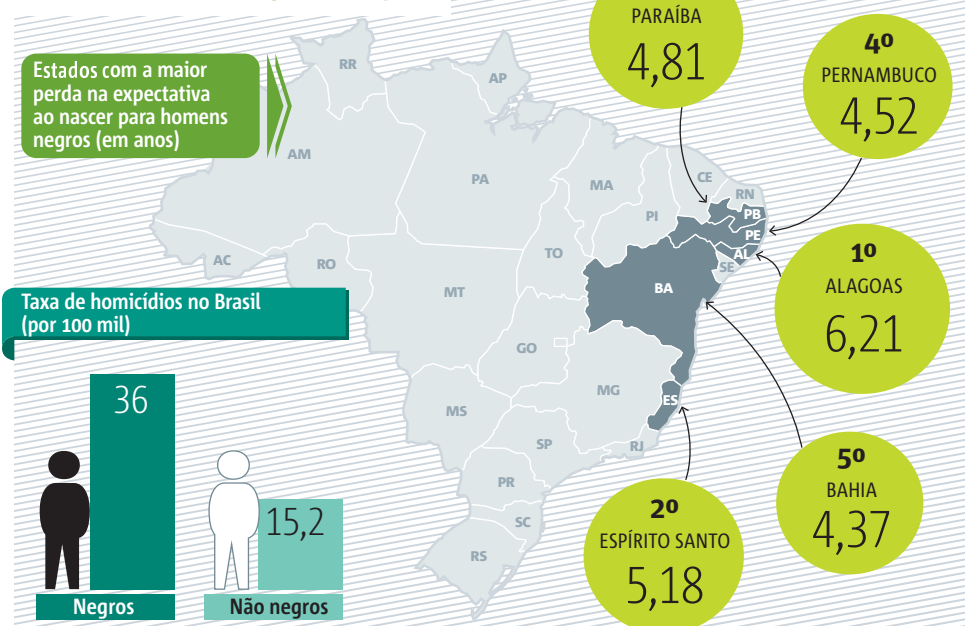 Estados com a maior
perda na expectativa
ao nascer para homens
negros (em anos)
PARAÍBA
4,81
4º
PERNAMBUCO
4,52
1º
ALAGOAS
6,21
5º
BAHIA
4,37
2º
ESPÍRITO SANTO
5,18
RR
AP
AM
PA
MA
CE
RN
PB
PI
PE
AL
SE
AC
RO
TO
BA
MT
GO
MG
ES
MS
SP
RJ
PR
SC
RS
Taxa de homicídios no Brasil
(por 100 mil)
36
15,2
Negros
Não negros